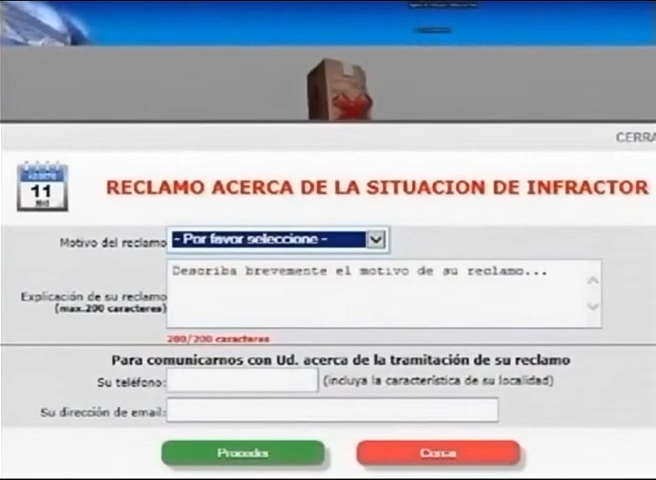 CERRA
AGOSTO
11
RECLAMO ACERCA DE LA SITUACION DE INFRACTOR
Motivo del reclamo
- Por favor seleccione -
Explicación de su reclamo
(max.200 caracteres)
Describa brevemente el motivo de su reclamo...
200/200 caracteres
Para comunicarnos con Ud. acerca de la tramitación de su reclamo
Su teléfono:
(incluya la característica de su localidad)
Su dirección de email:
Proceder
Cerrar